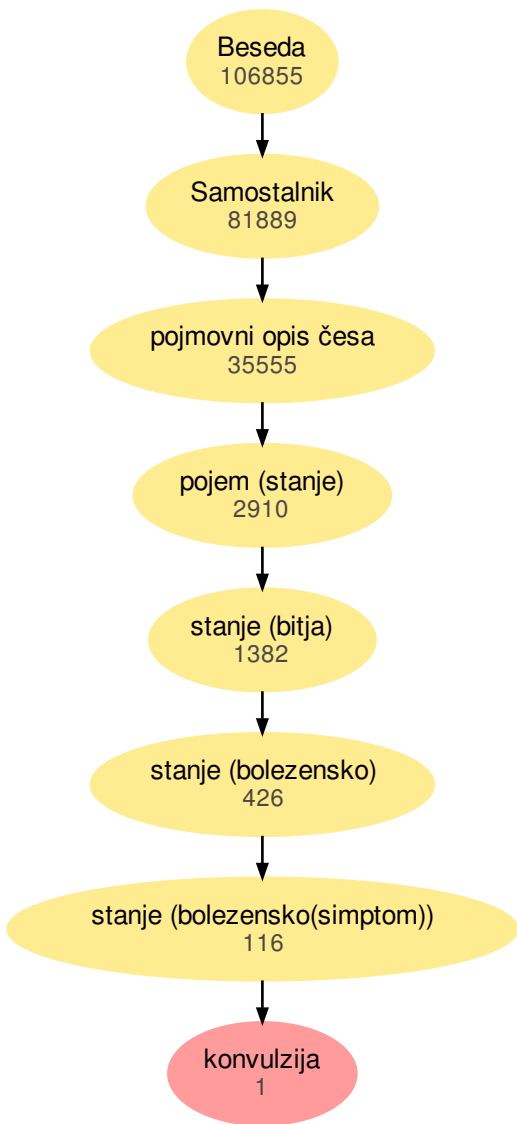 Beseda
106855
Samostalnik
81889
pojmovni opis česa
35555
pojem (stanje)
2910
stanje (bitja)
1382
stanje (bolezensko)
426
stanje (bolezensko(simptom))
116
konvulzija
1